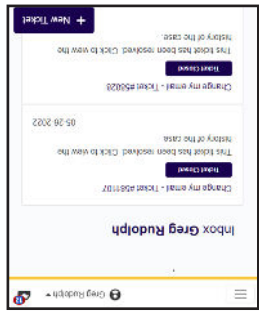 Greg Rudolph
Inbox Greg Rudolph
Change my email - Ticket #581107
Ticket Closed
This ticket has been resolved. Click to view the
history of the case
05 26 2022
Change my email - Ticket #58028
Ticket Closed
This ticket has been resolved. Click to view the
history of the case
+ New Ticket